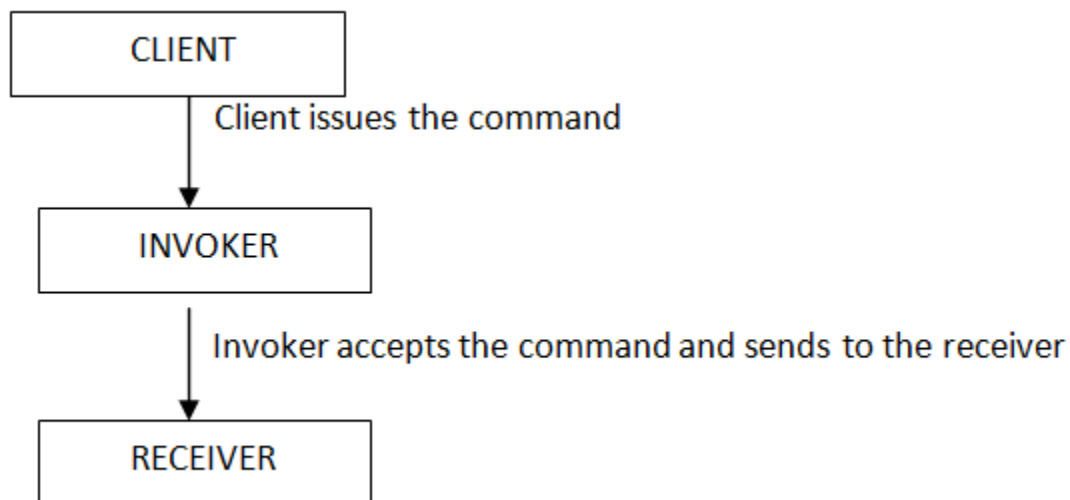 CLIENT
Client issues the command
INVOKER
Invoker accepts the command and sends to the receiver
RECEIVER